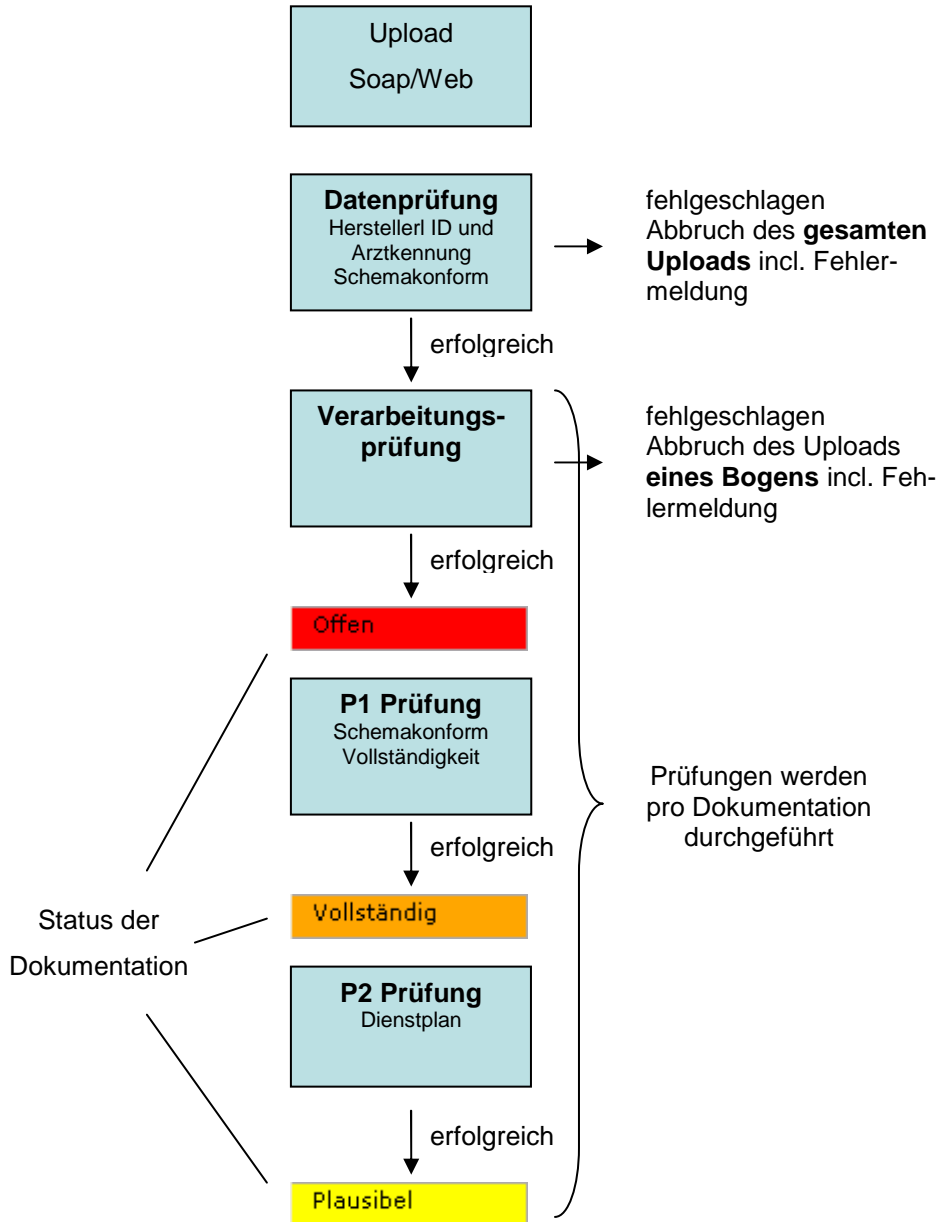 Upload
Soap/Web
Datenprüfung
Herstellerl ID und
Arztkennung
Schemakonform
fehlgeschlagen
Abbruch des gesamten
Uploads incl. Fehler-
meldung
erfolgreich
Verarbeitungs-
prüfung
fehlgeschlagen
Abbruch des Uploads
eines Bogens incl. Feh-
lermeldung
erfolgreich
Offen
P1 Prüfung
Schemakonform
Vollständigkeit
Prüfungen werden
pro Dokumentation
durchgeführt
erfolgreich
Status der
Dokumentation
Vollständig
P2 Prüfung
Dienstplan
erfolgreich
Plausibel